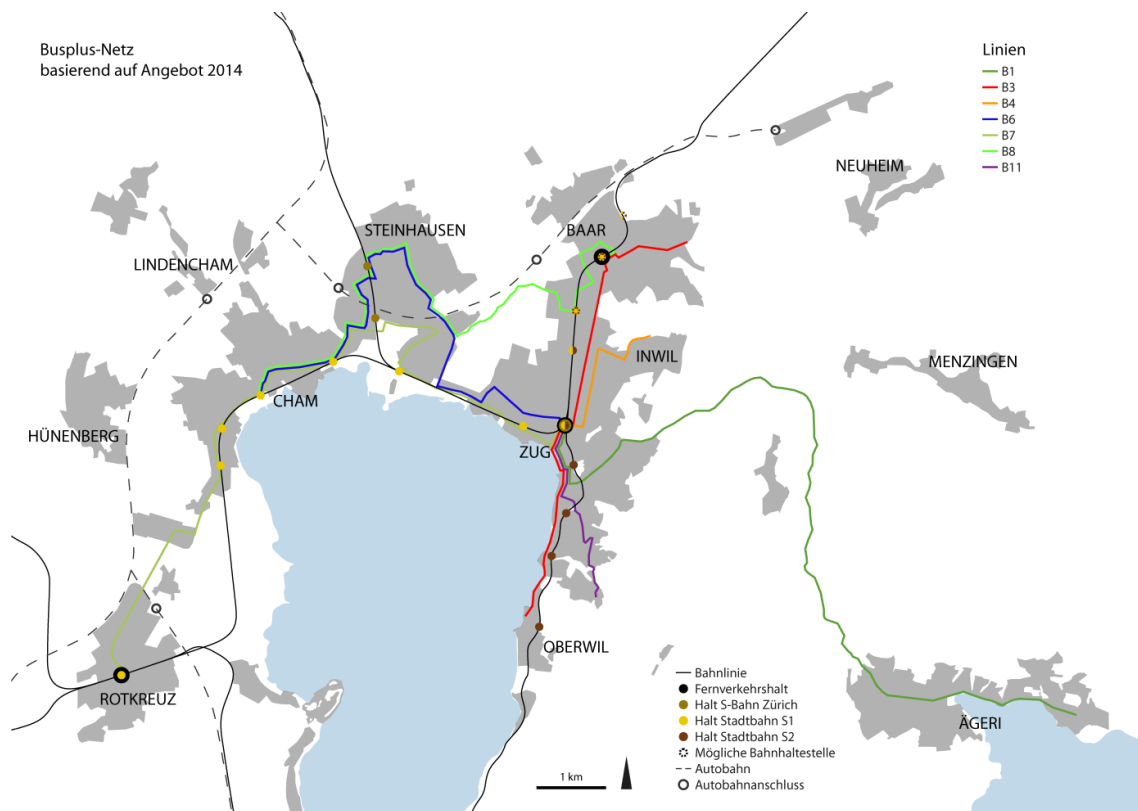 Busplus-Netz
basierend auf Angebot 2014
Linien
B1
B3
B4
B6
B7
B8
B11
NEUHEIM
STEINHAUSEN
BAAR
LINDENCHAM
INWIL
MENZINGEN
CHAM
HÜNENBERG
ZUG
OBERWIL
ROTKREUZ
ÄGERI
Bahnlinie
Fernverkehrshalt
Halt S-Bahn Zürich
Halt Stadtbahn S1
Halt Stadtbahn S2
Mögliche Bahnhaltestelle
Autobahn
Autobahnanschluss
1 km